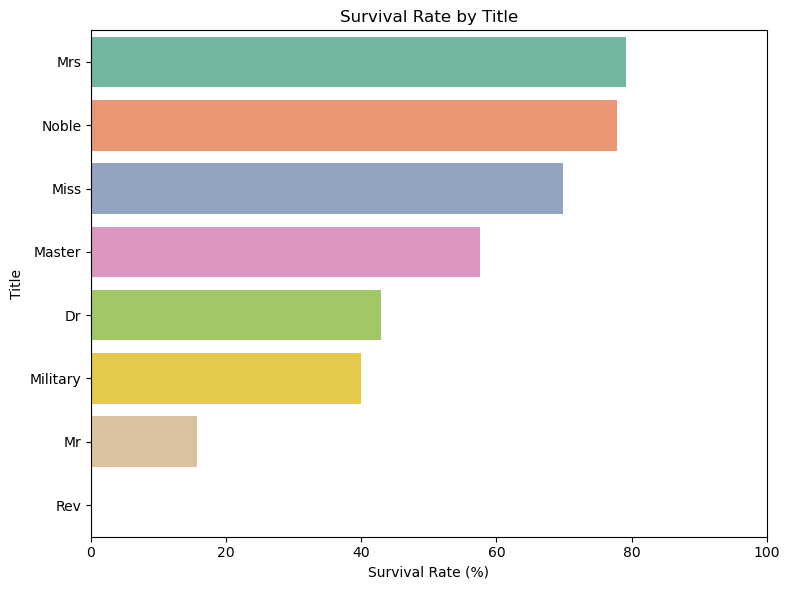 Survival Rate by Title
Title
Mrs
Noble
Miss
Master
Dr
Military
Mr
Rev
0 20 40 60 80 100
Survival Rate (%)